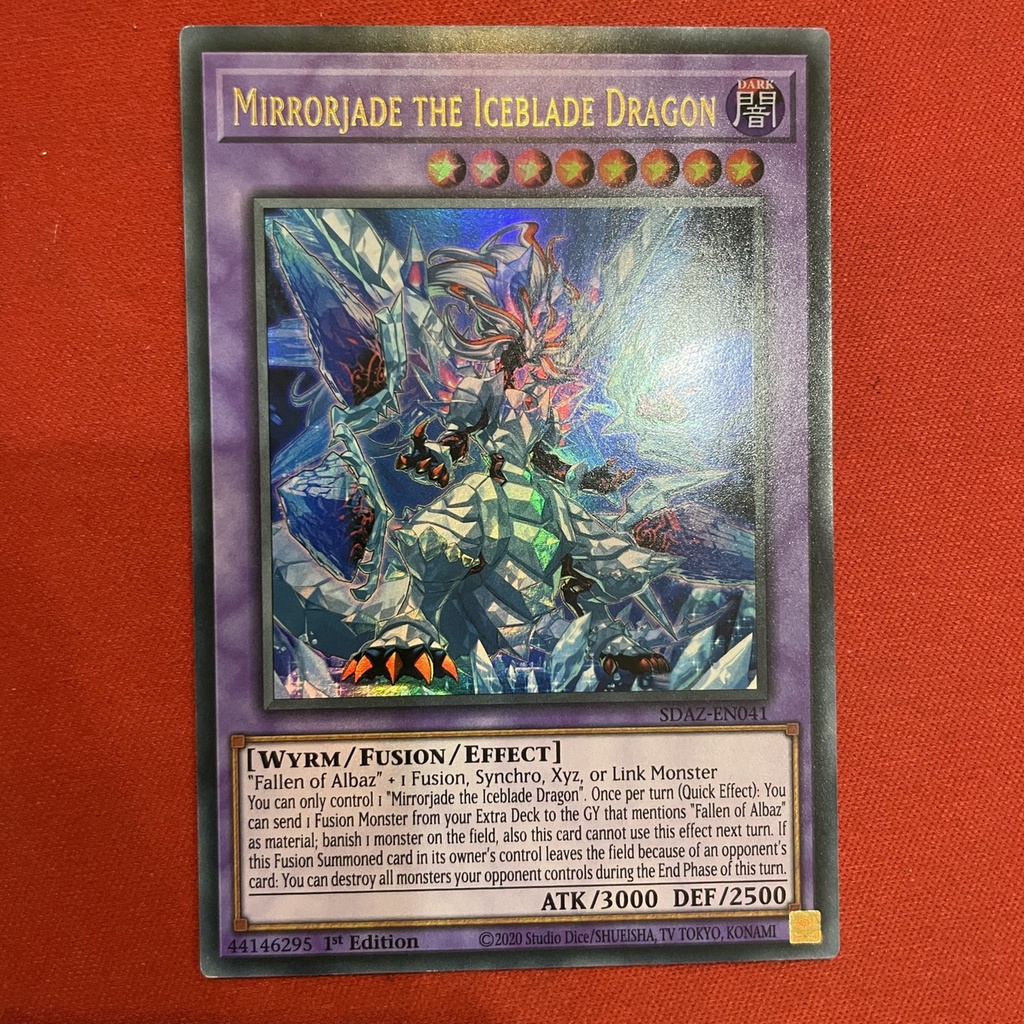 Mirrorjade the Iceblade Dragon
DARK
闇
SDAZ-EN041
[Wyrm/Fusion/Effect]
"Fallen of Albaz" + 1 Fusion, Synchro, Xyz, or Link Monster
You can only control 1 "Mirrorjade the Iceblade Dragon". Once per turn (Quick Effect): You
can send 1 Fusion Monster from your Extra Deck to the GY that mentions "Fallen of Albaz"
as material; banish 1 monster on the field, also this card cannot use this effect next turn. If
this Fusion Summoned card in its owner's control leaves the field because of an opponent's
card: You can destroy all monsters your opponent controls during the End Phase of this turn.
ATK/3000 DEF/2500
44146295 1st Edition
©2020 Studio Dice/SHUEISHA, TV TOKYO, KONAMI